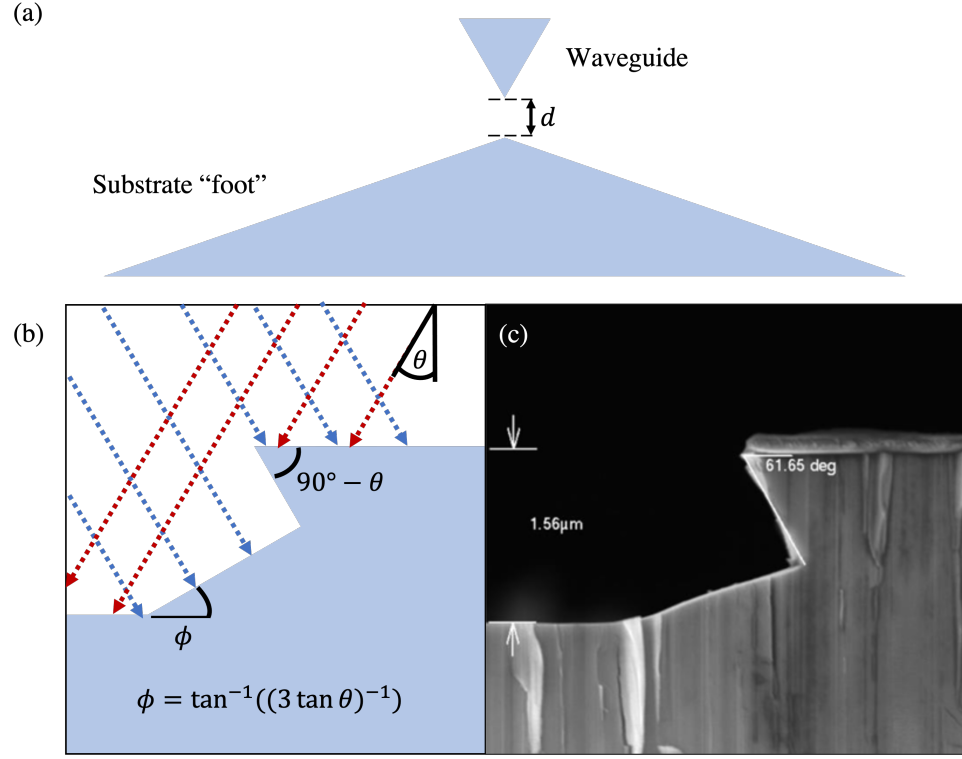 (a)
Waveguide
d
Substrate “foot”
(b)
θ
90° − θ
ϕ
ϕ = tan⁻¹((3 tan θ)⁻¹)
(c)
61.65 deg
1.56μm